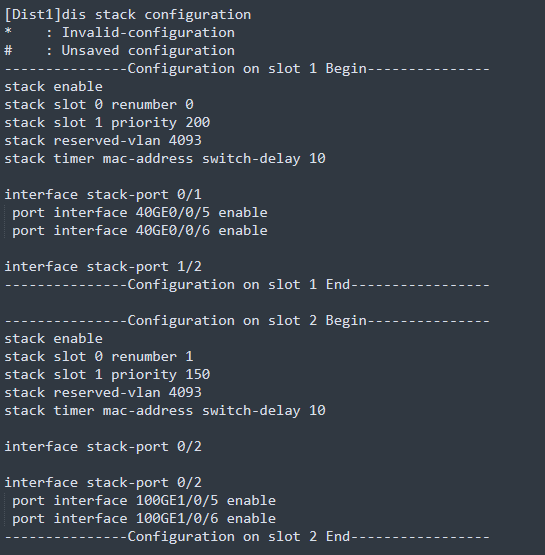 [Dist1]dis stack configuration
*    : Invalid-configuration
#    : Unsaved configuration
---------------Configuration on slot 1 Begin---------------
stack enable
stack slot 0 renumber 0
stack slot 1 priority 200
stack reserved-vlan 4093
stack timer mac-address switch-delay 10

interface stack-port 0/1
 port interface 40GE0/0/5 enable
 port interface 40GE0/0/6 enable

interface stack-port 1/2
---------------Configuration on slot 1 End-----------------

---------------Configuration on slot 2 Begin---------------
stack enable
stack slot 0 renumber 1
stack slot 1 priority 150
stack reserved-vlan 4093
stack timer mac-address switch-delay 10

interface stack-port 0/2

interface stack-port 0/2
 port interface 100GE1/0/5 enable
 port interface 100GE1/0/6 enable
---------------Configuration on slot 2 End-----------------